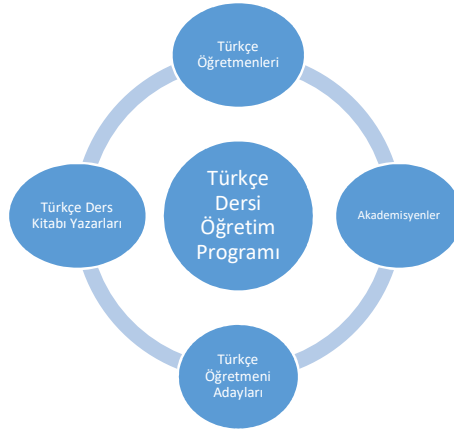 Türkçe
Öğretmenleri
Türkçe Ders
Kitabı Yazarları
Türkçe
Dersi
Öğretim
Programı
Akademisyenler
Türkçe
Öğretmeni
Adayları